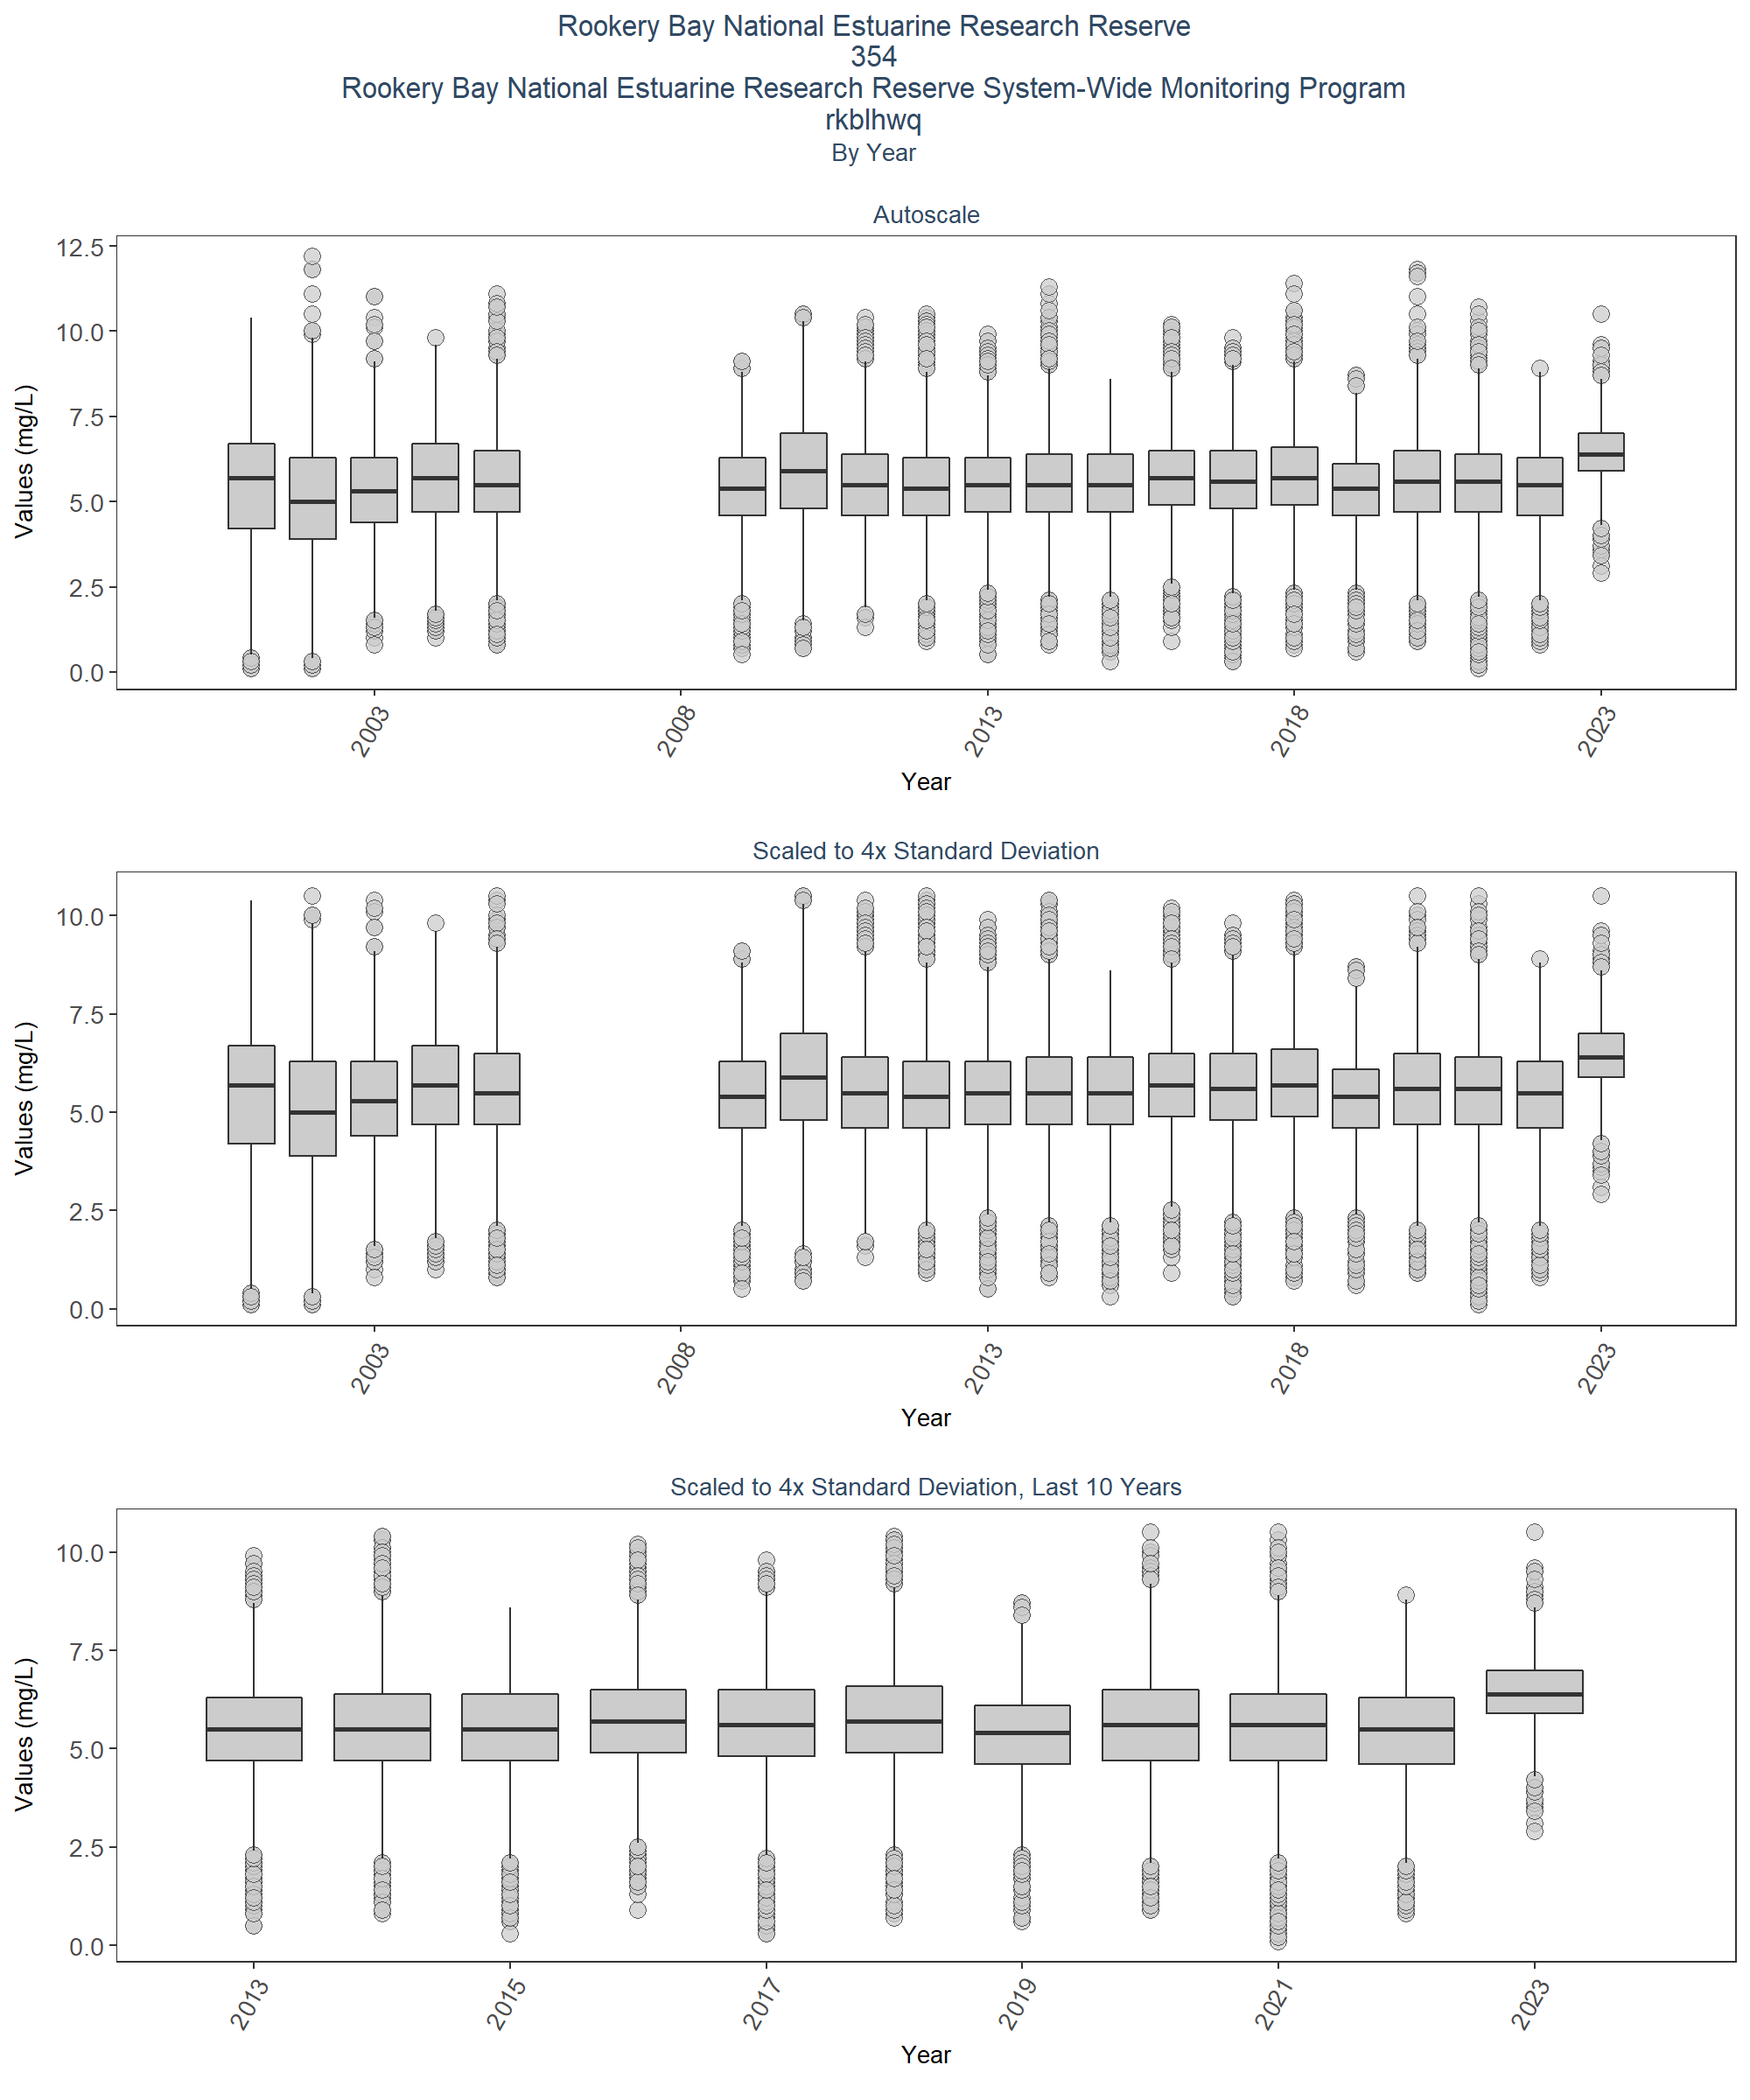 Rookery Bay National Estuarine Research Reserve
354
Rookery Bay National Estuarine Research Reserve System-Wide Monitoring Program
rkblhwq
By Year
Autoscale
12.5
10.0
7.5
5.0
2.5
0.0
Values (mg/L)
2003
2008
2013
2018
2023
Year
Scaled to 4x Standard Deviation
10.0
7.5
5.0
2.5
0.0
Values (mg/L)
2003
2008
2013
2018
2023
Year
Scaled to 4x Standard Deviation, Last 10 Years
10.0
7.5
5.0
2.5
0.0
Values (mg/L)
2013
2015
2017
2019
2021
2023
Year